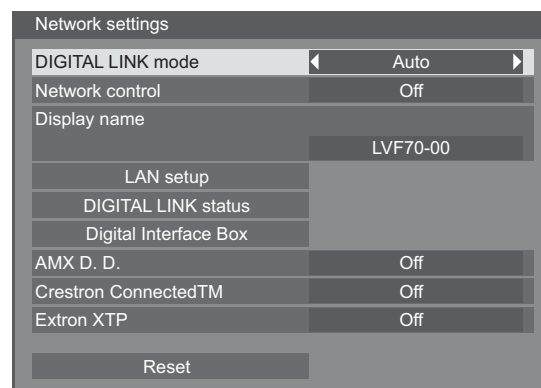 Network settings
DIGITAL LINK mode Auto
Network control Off
Display name
LVF70-00
LAN setup
DIGITAL LINK status
Digital Interface Box
AMX D. D. Off
Crestron ConnectedTM Off
Extron XTP Off
Reset